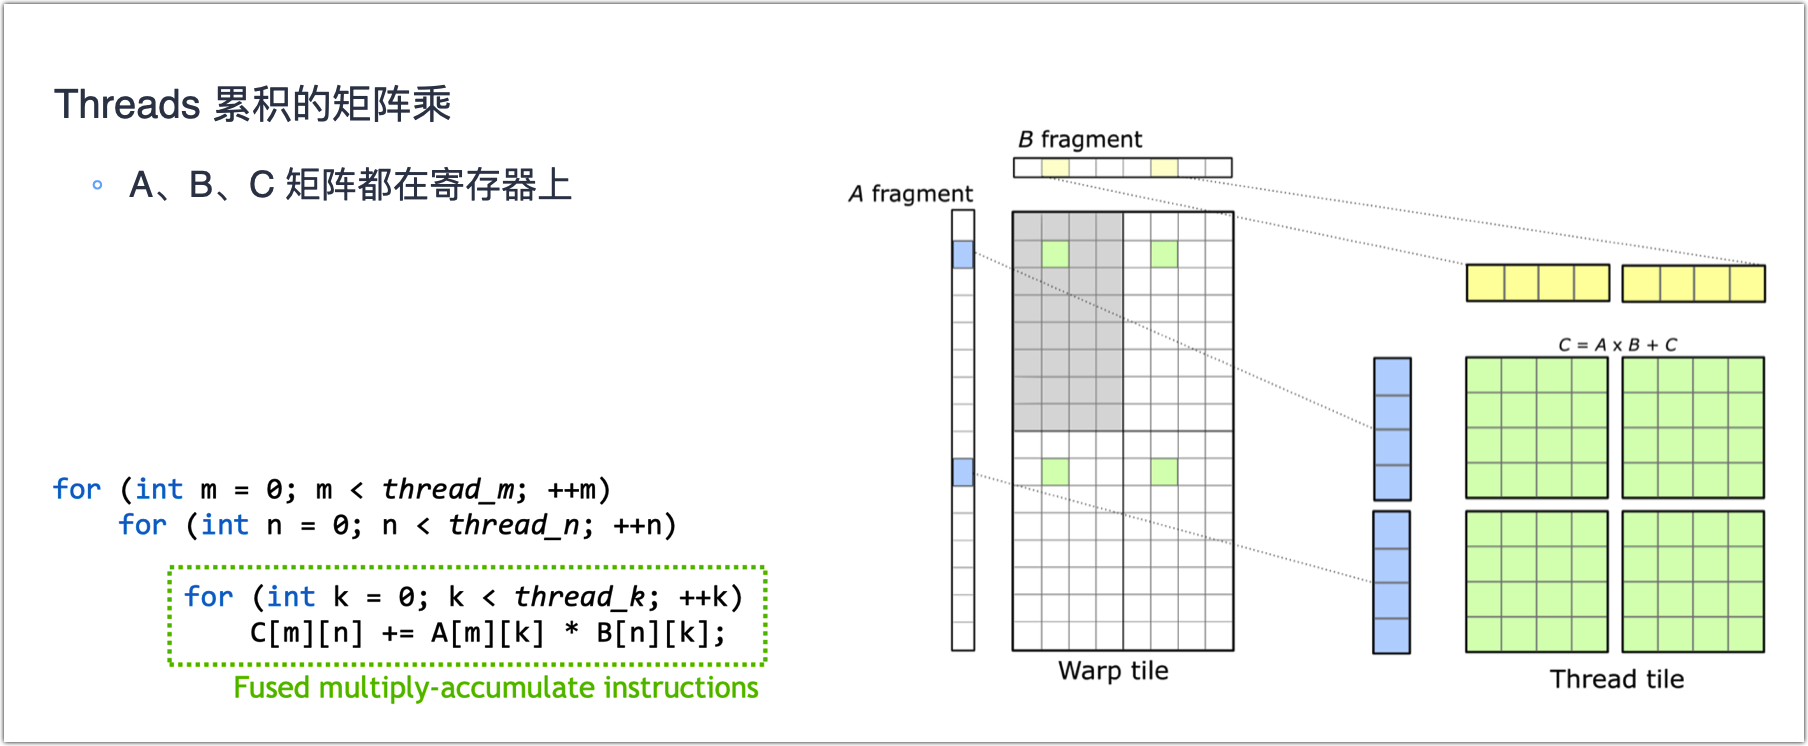 Threads 累积的矩阵乘
A、B、C 矩阵都在寄存器上
for (int m = 0; m < thread_m; ++m)
for (int n = 0; n < thread_n; ++n)
for (int k = 0; k < thread_k; ++k)
C[m][n] += A[m][k] * B[n][k];
Fused multiply-accumulate instructions
B fragment
A fragment
Warp tile
C = A x B + C
Thread tile